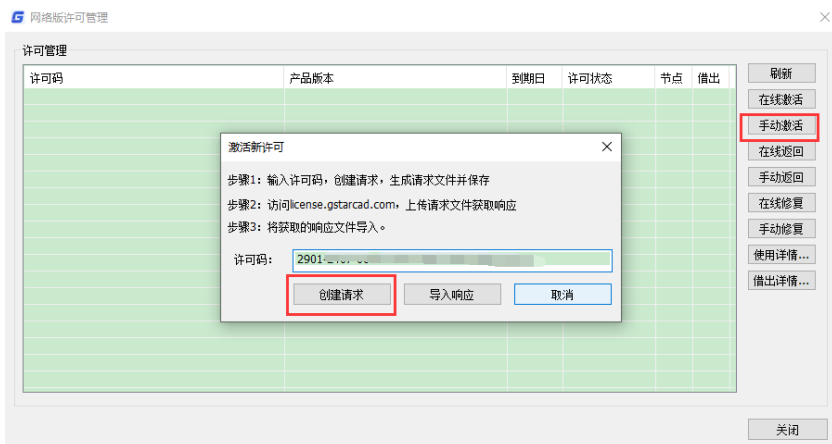 网络版许可管理
许可管理
许可码 产品版本 到期日 许可状态 节点 借出
刷新
在线激活
手动激活
在线返回
手动返回
在线修复
手动修复
使用详情...
借出详情...
激活新许可
步骤1：输入许可码，创建请求，生成请求文件并保存
步骤2：访问license.gstarcad.com，上传请求文件获取响应
步骤3：将获取的响应文件导入。
许可码： 2901-
创建请求 导入响应 取消
关闭